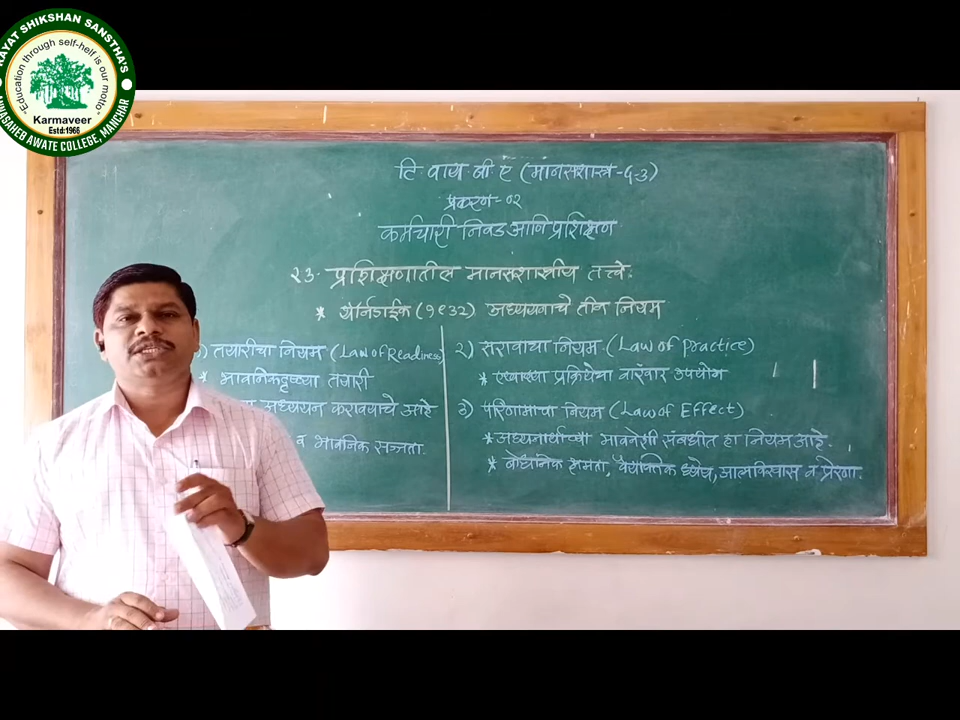 RAYAT SHIKSHAN SANSTHA'S
"Education through self-help is our motto"
Karmaveer
Estd:1966
ANNASAHEB AWATE COLLEGE, MANCHAR
टि वाय बी ए (मानसशास्त्र-G-3)
प्रकरण-०२
कर्मचारी निवड आणि प्रशिक्षण
२३. प्रशिक्षणातील मानसशास्त्रीय तत्त्वे.
* थॉर्नडाईक (१९३२) अध्ययनाचे तीन नियम
) तयारीचा नियम (Law of Readiness)
* भावनिकदृष्ट्या तयारी
अध्ययन करावयाचे आहे
व भावनिक सज्जता.
२) सरावाचा नियम (Law of Practice)
* एखाद्या प्रक्रियेचा वारंवार उपयोग
३) परिणामाचा नियम (Law of Effect)
* अध्ययनार्थीच्या भावनेशी संबंधीत हा नियम आहे.
* बोधनिक क्षमता, वैयक्तिक ध्येय, आत्मविश्वास व प्रेरणा.